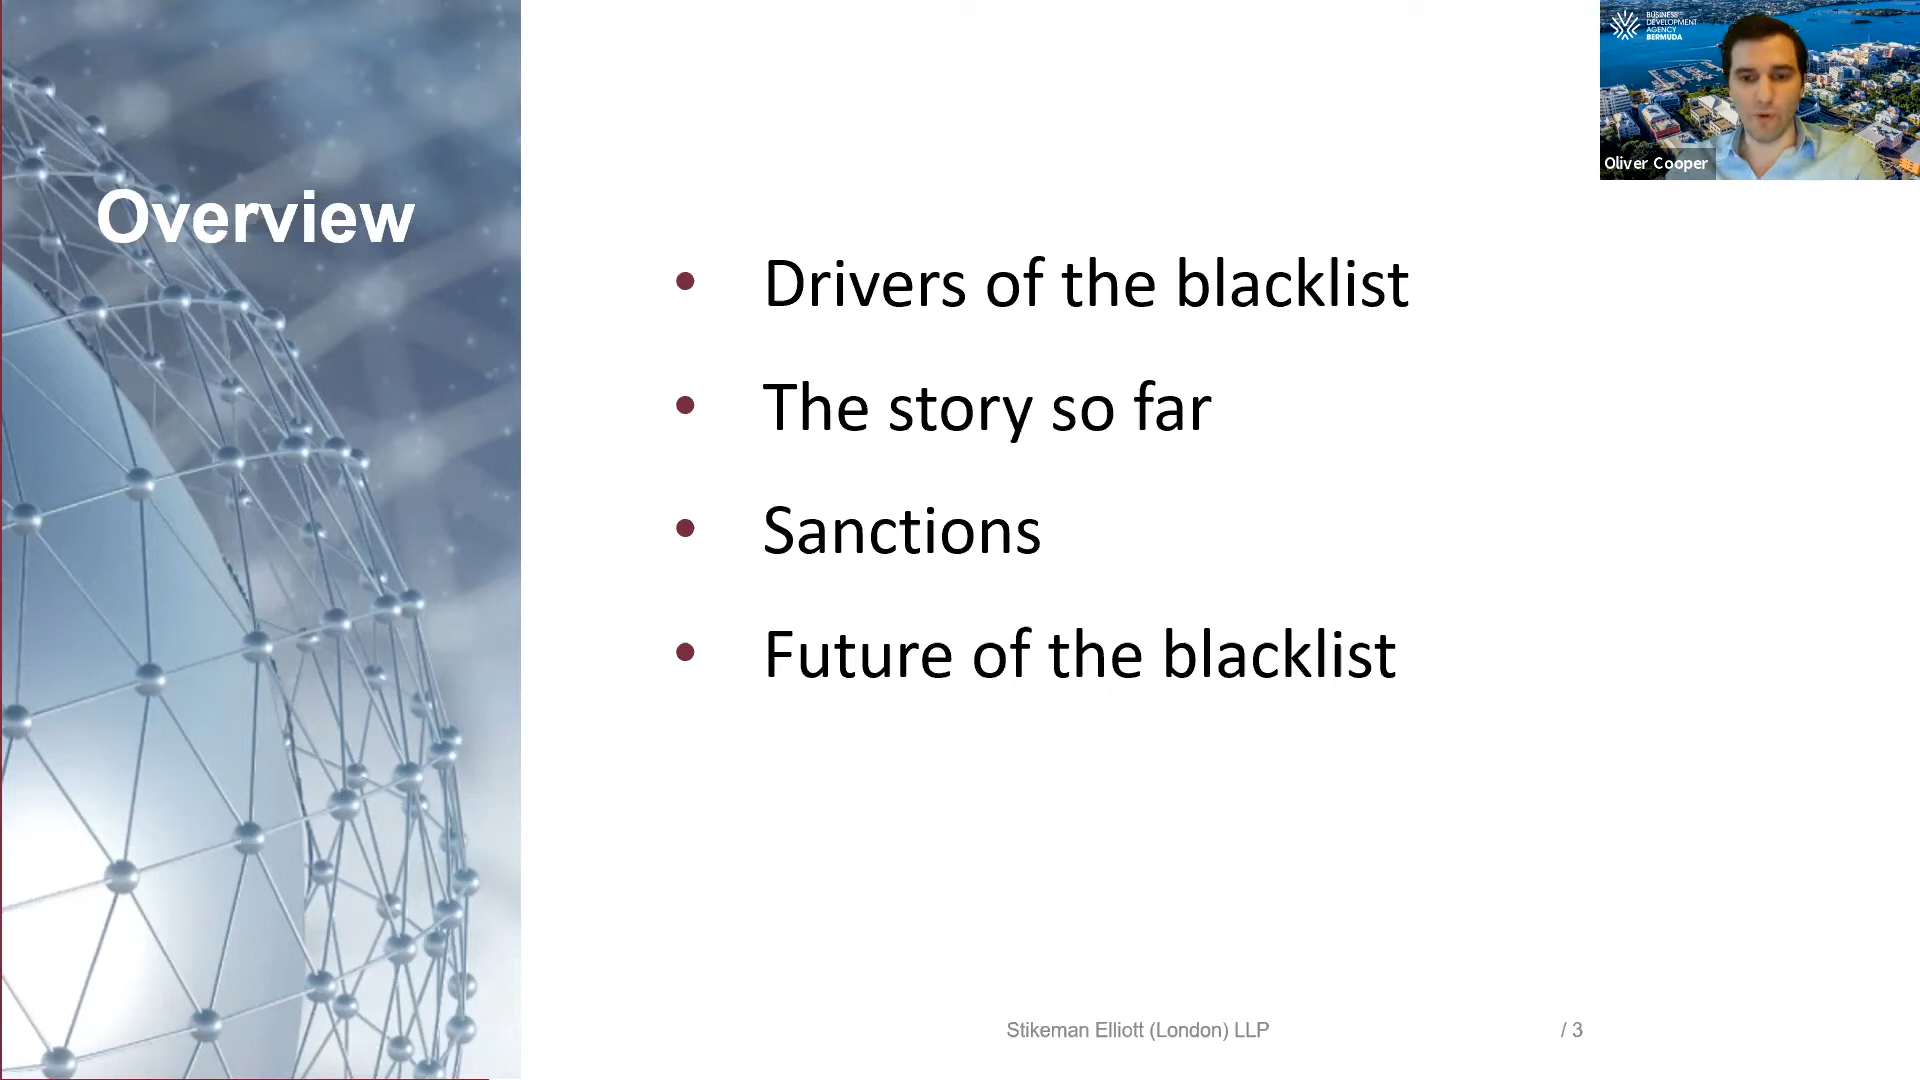 BUSINESS
DEVELOPMENT
AGENCY
BERMUDA
Oliver Cooper
Overview
• Drivers of the blacklist
• The story so far
• Sanctions
• Future of the blacklist
Stikeman Elliott (London) LLP
/ 3